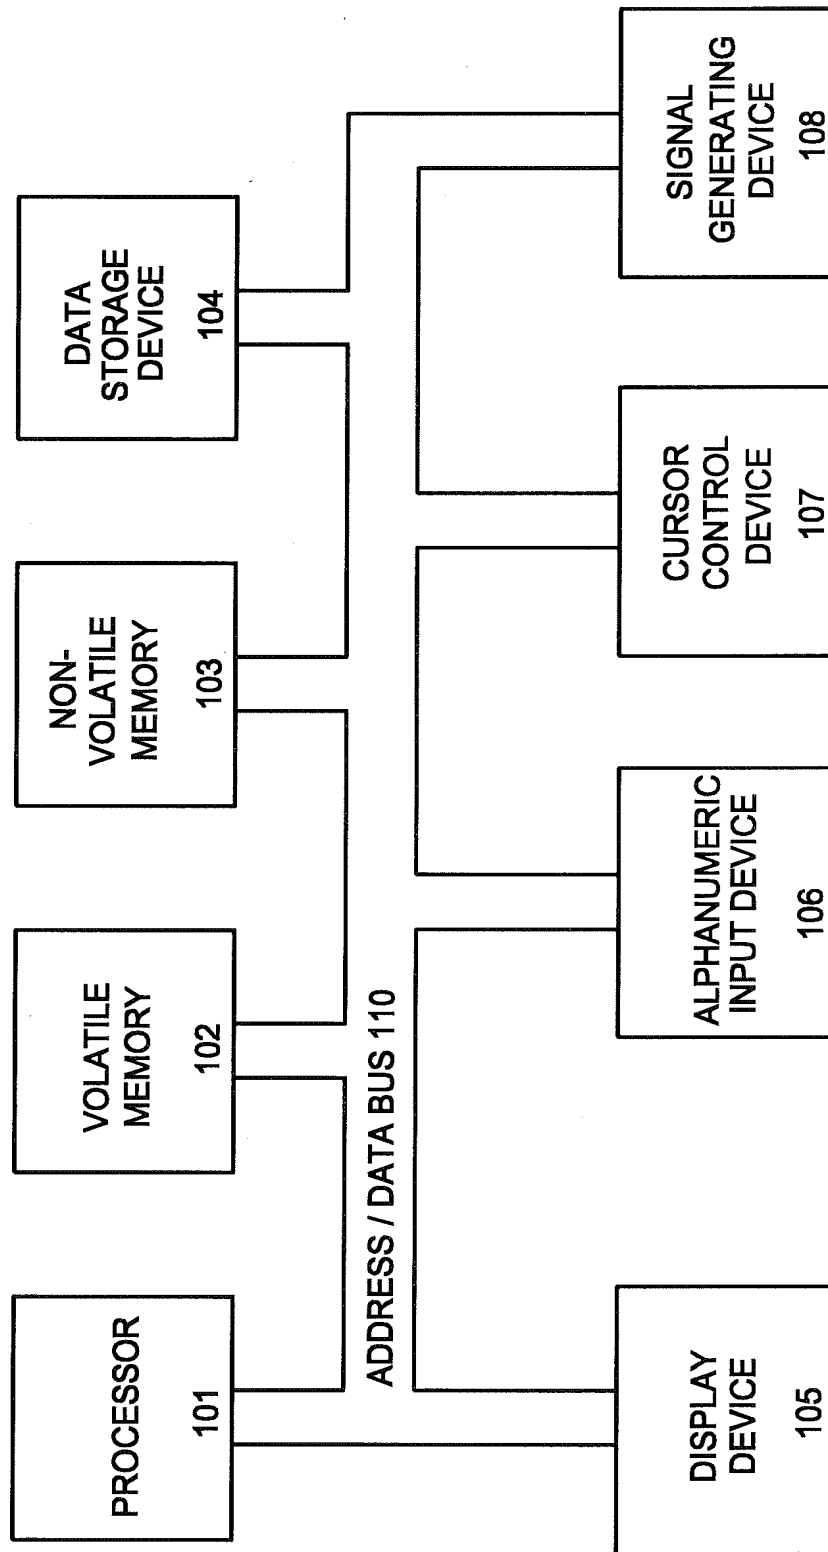 PROCESSOR
101
VOLATILE
MEMORY
102
NON-
VOLATILE
MEMORY
103
DATA
STORAGE
DEVICE
104
ADDRESS / DATA BUS 110
DISPLAY
DEVICE
105
ALPHANUMERIC
INPUT DEVICE
106
CURSOR
CONTROL
DEVICE
107
SIGNAL
GENERATING
DEVICE
108